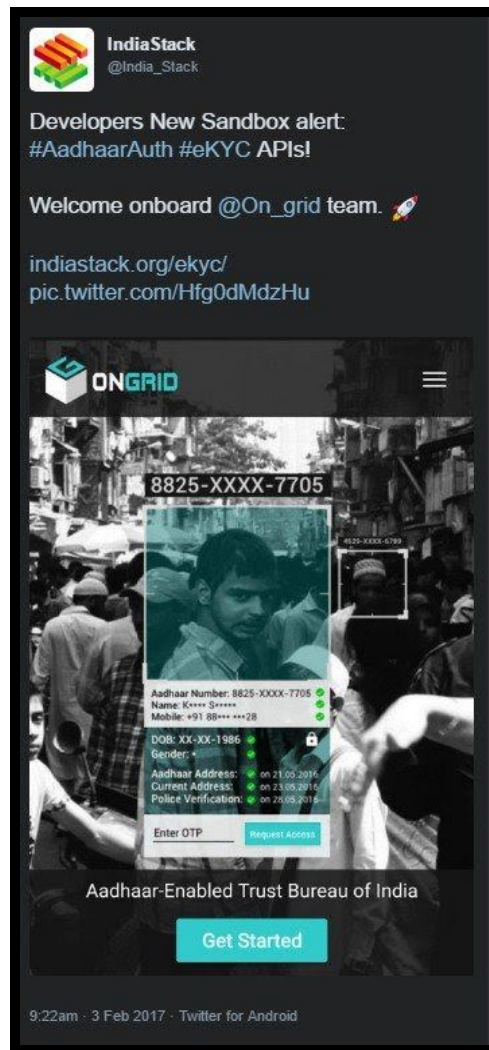 IndiaStack
@India_Stack
Developers New Sandbox alert:
#AadhaarAuth #eKYC APIs!
Welcome onboard @On_grid team. 🚀
indiastack.org/ekyc/
pic.twitter.com/Hfg0dMdzHu
ONGRID
8825-XXXX-7705
4529-XXXX-5799
Aadhaar Number: 8825-XXXX-7705
Name: K•••• S•••••
Mobile: +91 88••• •••28
DOB: XX-XX-1986
Gender: •
Aadhaar Address: on 21.05.2016
Current Address: on 23.05.2016
Police Verification: on 28.05.2016
Enter OTP
Request Access
Aadhaar-Enabled Trust Bureau of India
Get Started
9:22am · 3 Feb 2017 · Twitter for Android